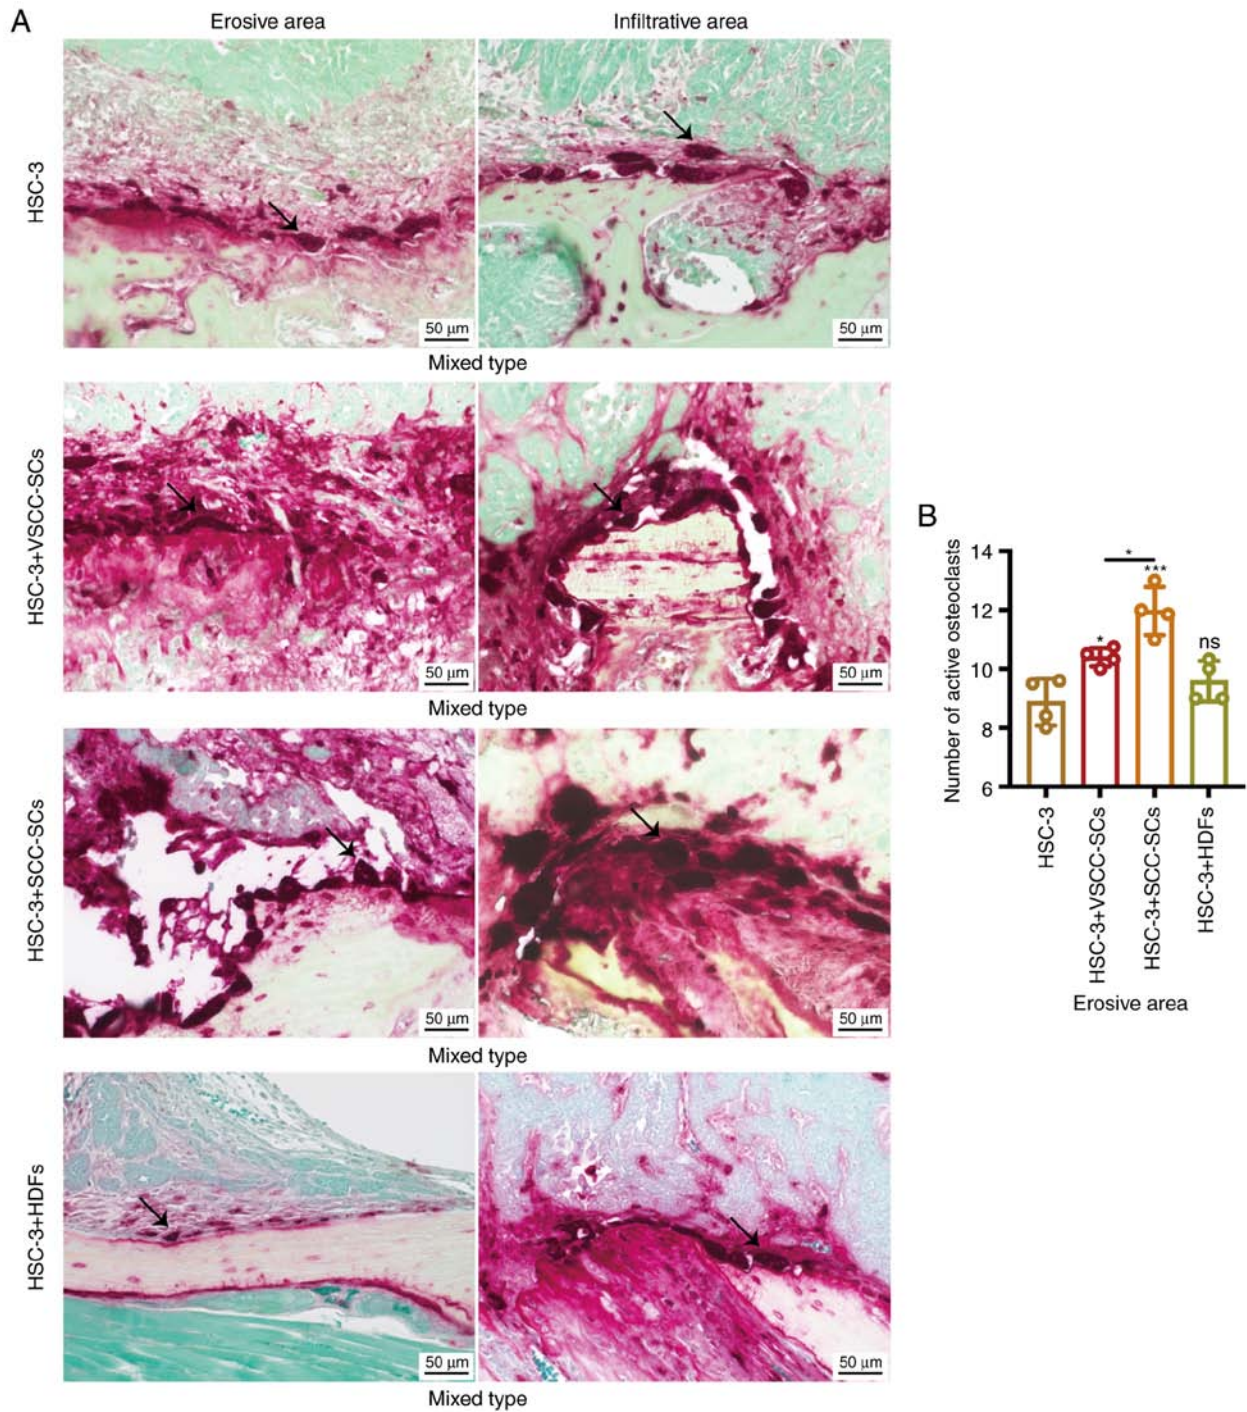 A
Erosive area
Infiltrative area
HSC-3
50 µm
50 µm
Mixed type
HSC-3+VSCC-SCs
50 µm
50 µm
Mixed type
HSC-3+SCC-SCs
50 µm
50 µm
Mixed type
HSC-3+HDFs
50 µm
50 µm
Mixed type
B
Number of active osteoclasts
14
12
10
8
6
*
*
***
ns
HSC-3
HSC-3+VSCC-SCs
HSC-3+SCC-SCs
HSC-3+HDFs
Erosive area